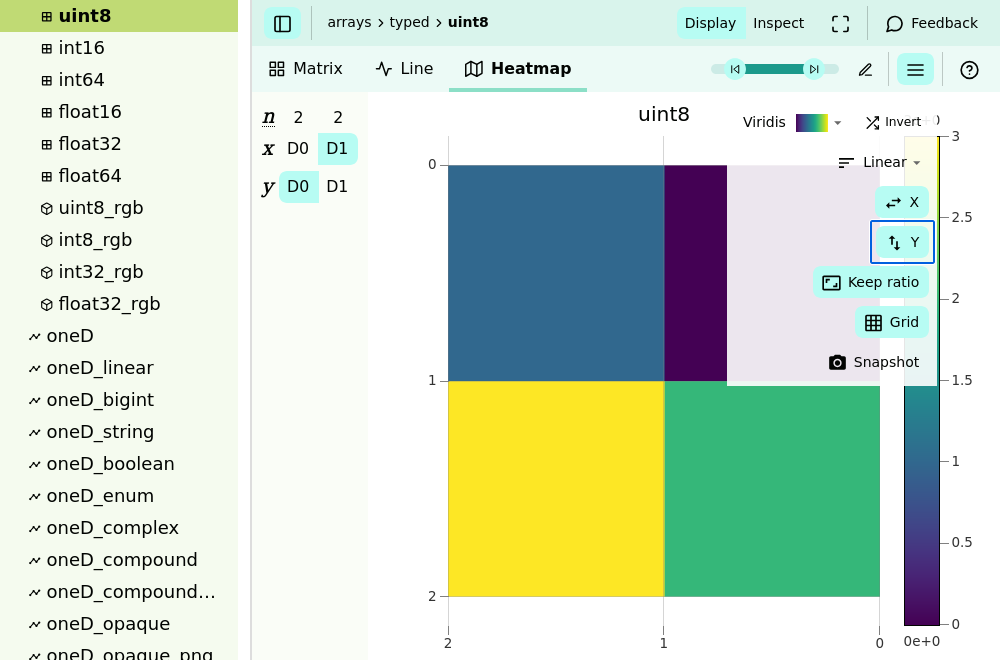 uint8
int16
int64
float16
float32
float64
uint8_rgb
int8_rgb
int32_rgb
float32_rgb
oneD
oneD_linear
oneD_bigint
oneD_string
oneD_boolean
oneD_enum
oneD_complex
oneD_compound
oneD_compound…
oneD_opaque
oneD_opaque_png
arrays > typed > uint8
Display Inspect Feedback
Matrix Line Heatmap
n 2 2
x D0 D1
y D0 D1
uint8
Viridis Invert
Linear
X
Y
Keep ratio
Grid
Snapshot
0
1
2
2 1 0
3
2.5
2
1.5
1
0.5
0
0e+0